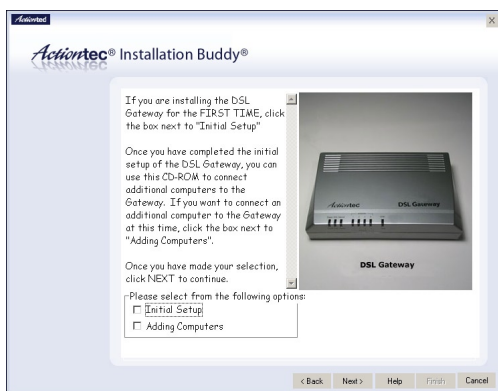 Actiontec
Actiontec® Installation Buddy®
If you are installing the DSL
Gateway for the FIRST TIME, click
the box next to "Initial Setup"
Once you have completed the initial
setup of the DSL Gateway, you can
use this CD-ROM to connect
additional computers to the
Gateway. If you want to connect an
additional computer to the Gateway
at this time, click the box next to
"Adding Computers".
Once you have made your selection,
click NEXT to continue.
Actiontec DSL Gateway
DSL Gateway
Please select from the following options:
Initial Setup
Adding Computers
< Back Next > Help Finish Cancel